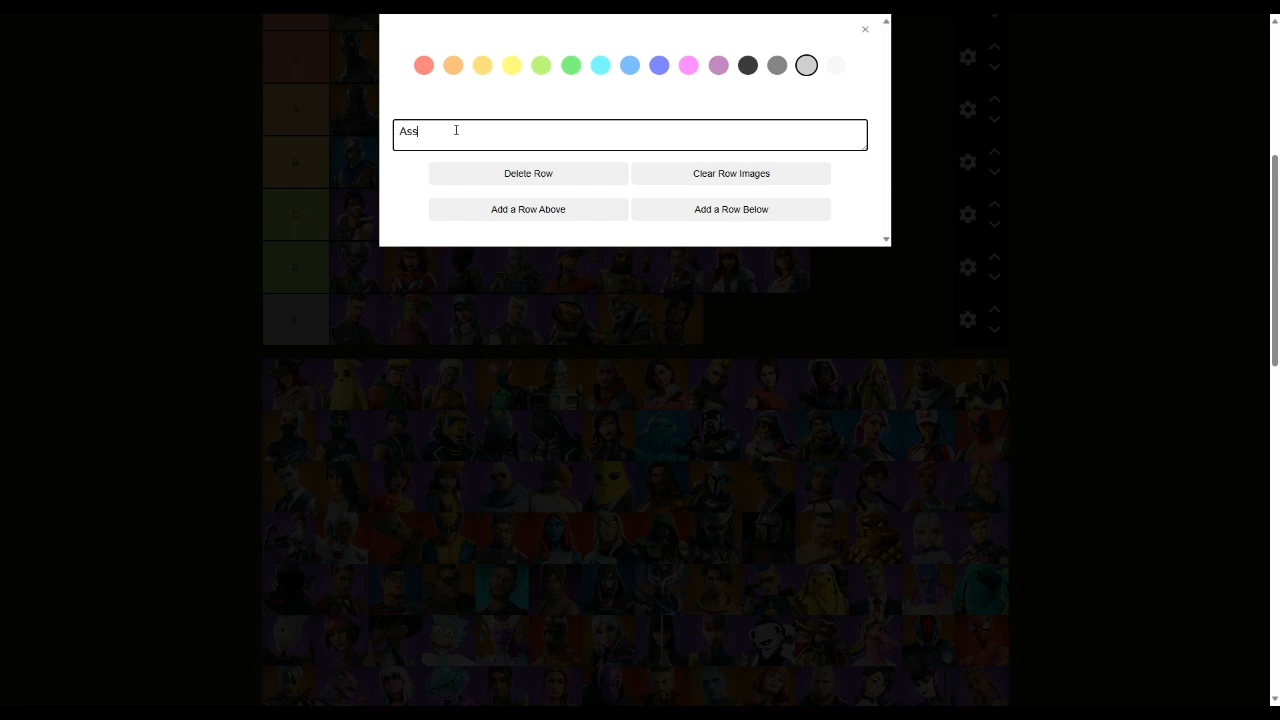 ×
Ass
Delete Row
Clear Row Images
Add a Row Above
Add a Row Below
S
A
B
C
D
E